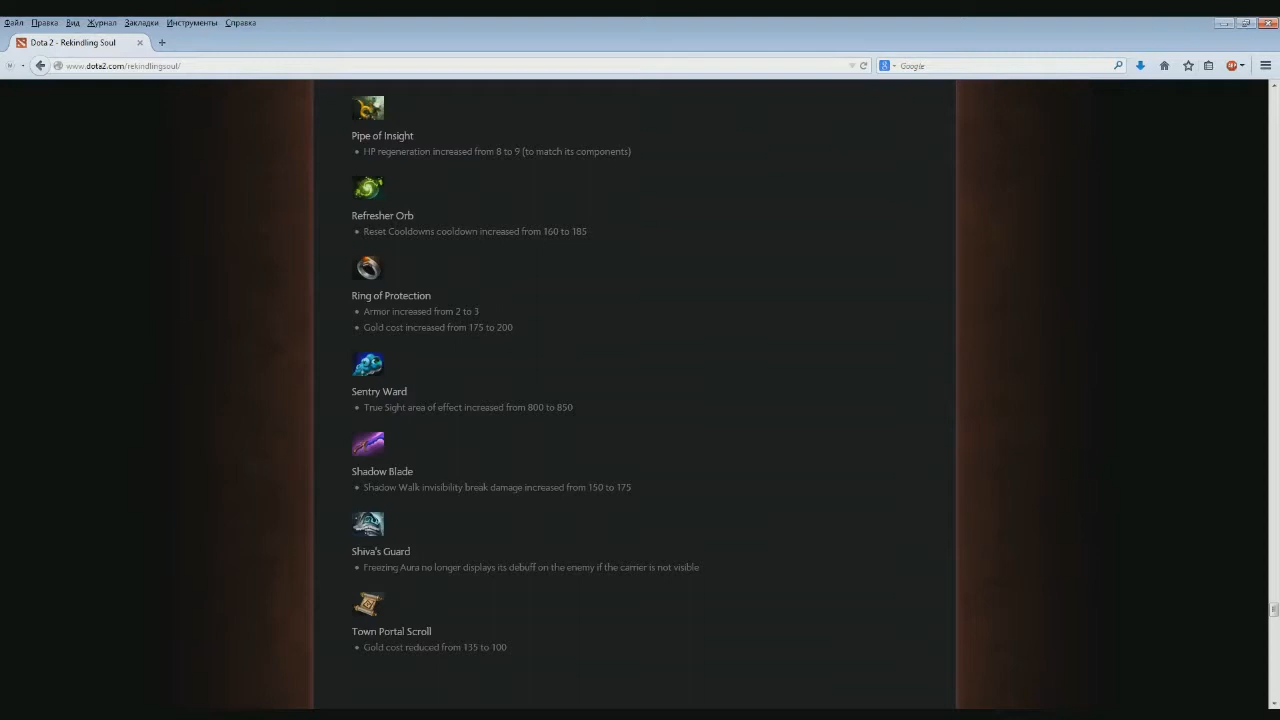 Файл Правка Вид Журнал Закладки Инструменты Справка
Dota 2 - Rekindling Soul
www.dota2.com/rekindlingsoul/
Google
Pipe of Insight
HP regeneration increased from 8 to 9 (to match its components)
Refresher Orb
Reset Cooldowns cooldown increased from 160 to 185
Ring of Protection
Armor increased from 2 to 3
Gold cost increased from 175 to 200
Sentry Ward
True Sight area of effect increased from 800 to 850
Shadow Blade
Shadow Walk invisibility break damage increased from 150 to 175
Shiva's Guard
Freezing Aura no longer displays its debuff on the enemy if the carrier is not visible
Town Portal Scroll
Gold cost reduced from 135 to 100